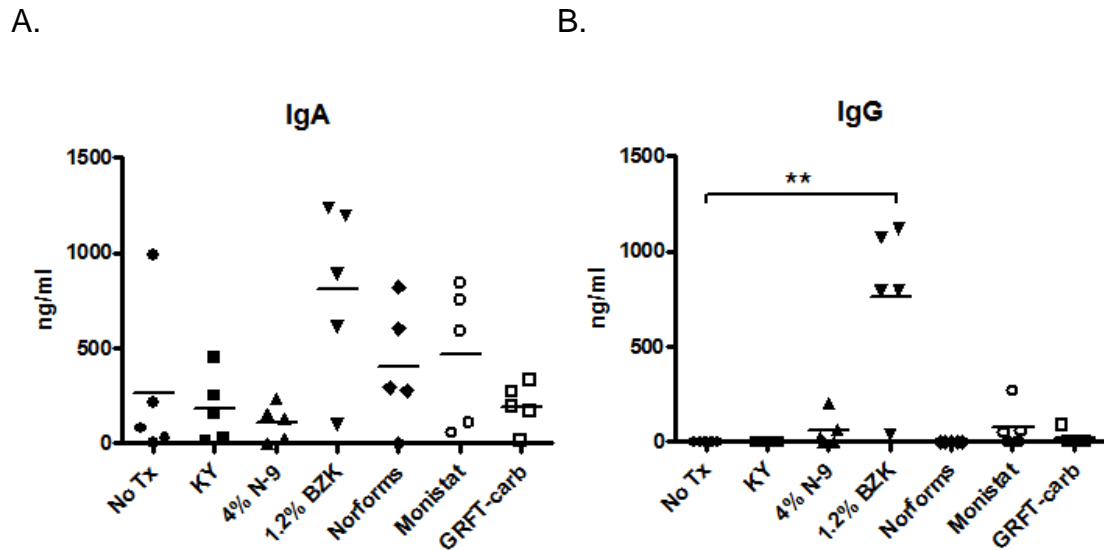 A.
B.
IgA
1500
1000
500
0
ng/ml
No Tx
KY
4% N-9
1.2% BZK
Norforms
Monistat
GRFT-carb
IgG
1500
1000
500
0
ng/ml
**
No Tx
KY
4% N-9
1.2% BZK
Norforms
Monistat
GRFT-carb